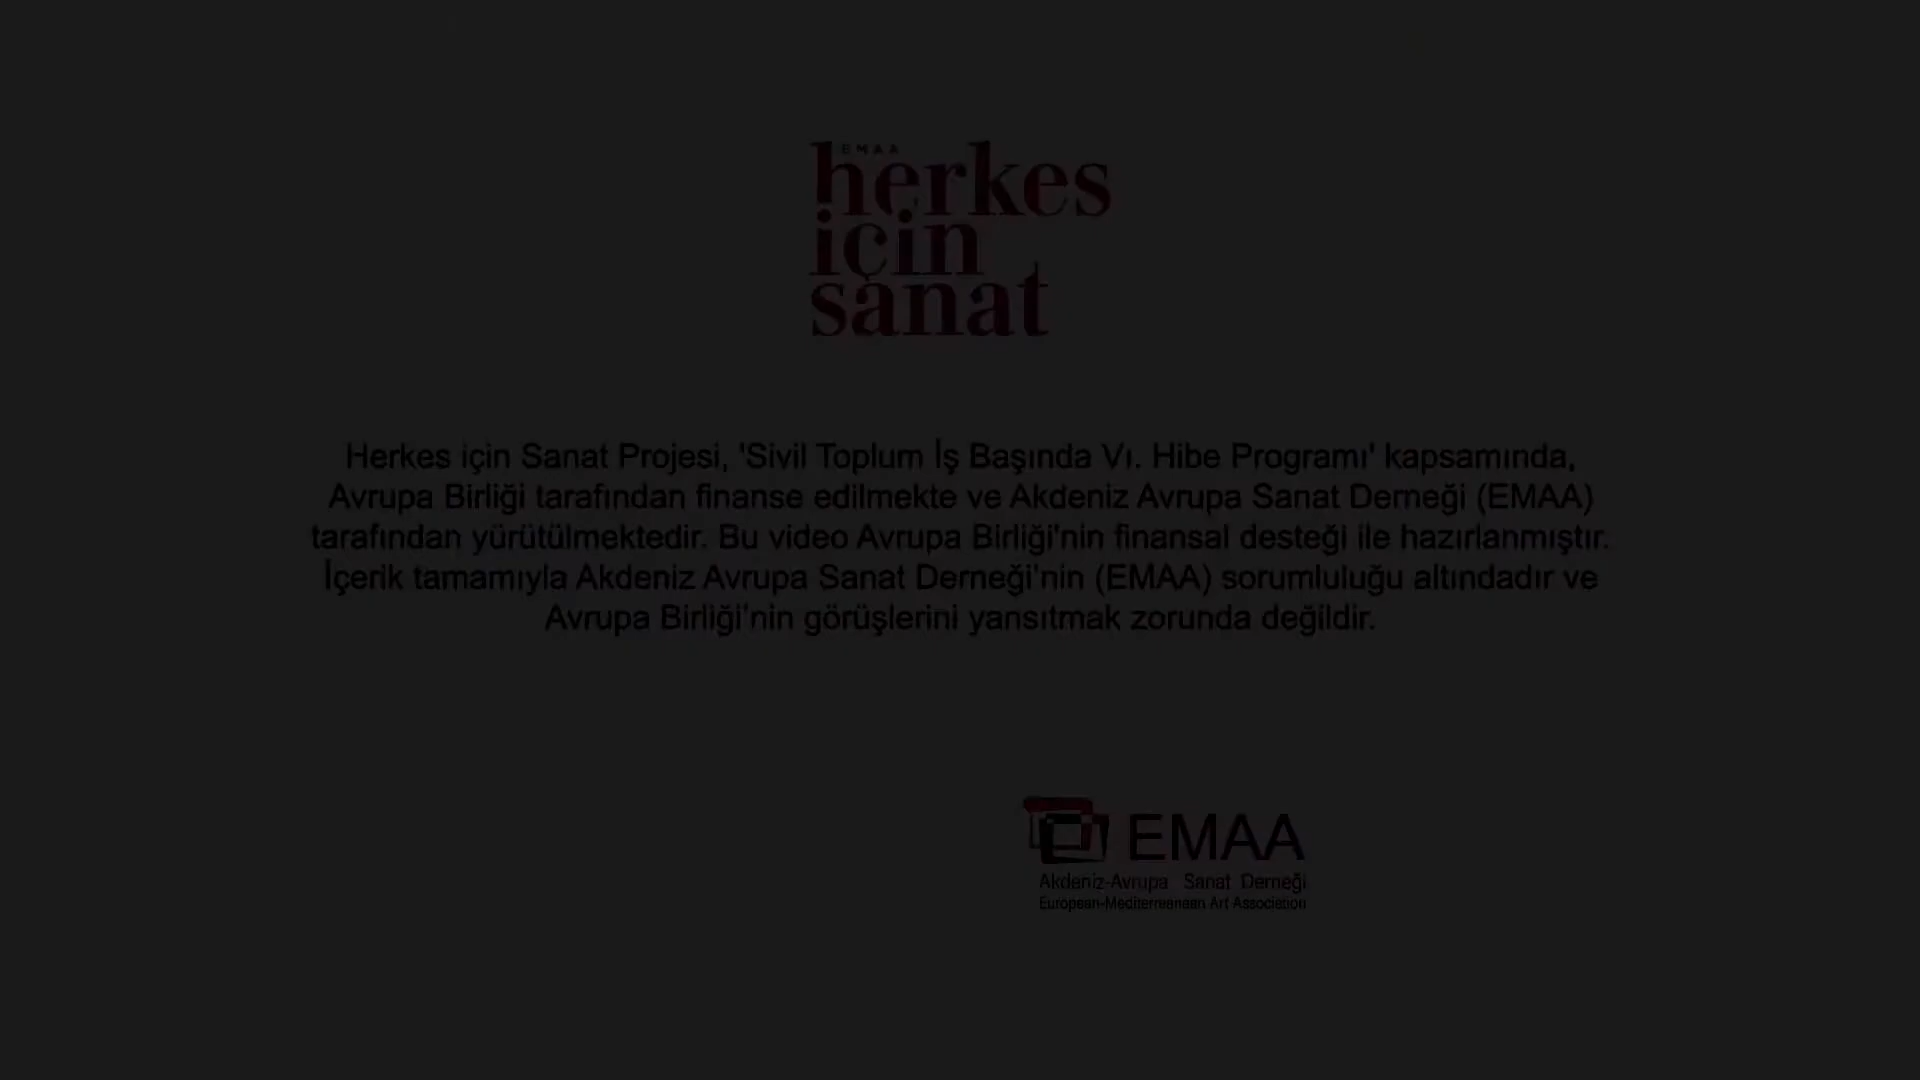 EMAA
herkes
için
sanat
Herkes için Sanat Projesi, 'Sivil Toplum İş Başında Vı. Hibe Programı' kapsamında,
Avrupa Birliği tarafından finanse edilmekte ve Akdeniz Avrupa Sanat Derneği (EMAA)
tarafından yürütülmektedir. Bu video Avrupa Birliği'nin finansal desteği ile hazırlanmıştır.
İçerik tamamıyla Akdeniz Avrupa Sanat Derneği'nin (EMAA) sorumluluğu altındadır ve
Avrupa Birliği'nin görüşlerini yansıtmak zorunda değildir.
EMAA
Akdeniz-Avrupa Sanat Derneği
European-Mediterreanean Art Association